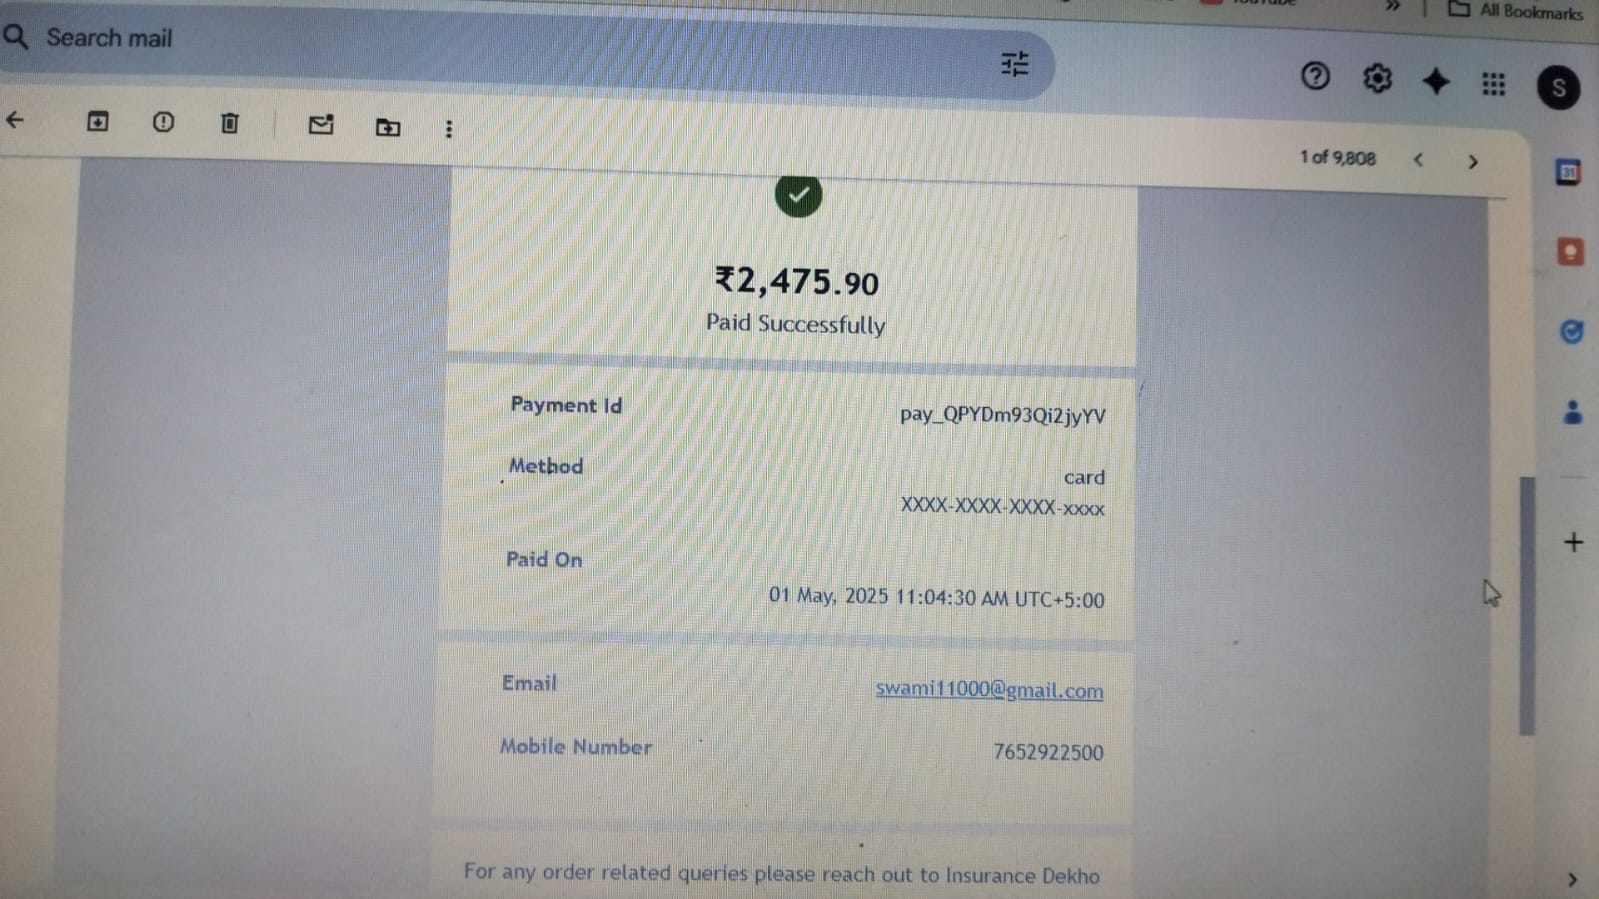 YouTube
All Bookmarks
Search mail
S
1 of 9,808
31
₹2,475.90
Paid Successfully
Payment Id
pay_QPYDm93Qi2jyYV
Method
card
XXXX-XXXX-XXXX-xxxx
Paid On
01 May, 2025 11:04:30 AM UTC+5:00
Email
swami11000@gmail.com
Mobile Number
7652922500
For any order related queries please reach out to Insurance Dekho